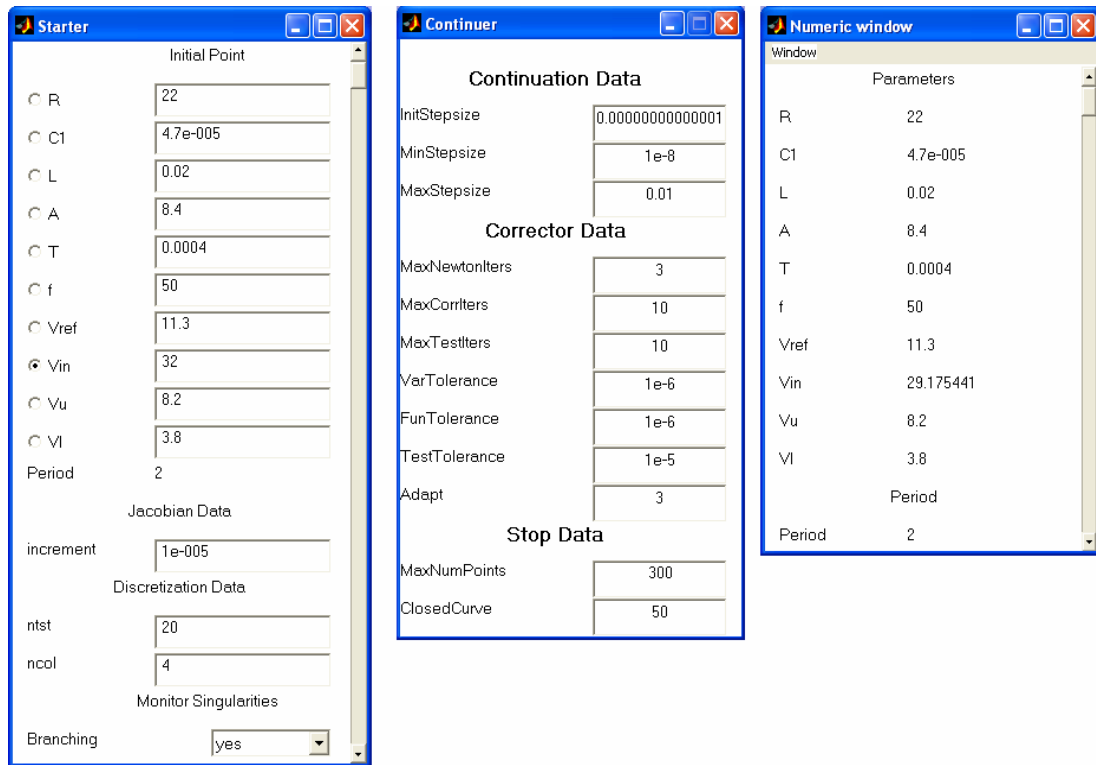 Starter
Initial Point
R 22
C1 4.7e-005
L 0.02
A 8.4
T 0.0004
f 50
Vref 11.3
Vin 32
Vu 8.2
Vl 3.8
Period 2
Jacobian Data
increment 1e-005
Discretization Data
ntst 20
ncol 4
Monitor Singularities
Branching yes
Continuer
Continuation Data
InitStepsize 0.00000000000001
MinStepsize 1e-8
MaxStepsize 0.01
Corrector Data
MaxNewtonIters 3
MaxCorrIters 10
MaxTestIters 10
VarTolerance 1e-6
FunTolerance 1e-6
TestTolerance 1e-5
Adapt 3
Stop Data
MaxNumPoints 300
ClosedCurve 50
Numeric window
Window
Parameters
R 22
C1 4.7e-005
L 0.02
A 8.4
T 0.0004
f 50
Vref 11.3
Vin 29.175441
Vu 8.2
Vl 3.8
Period
Period 2